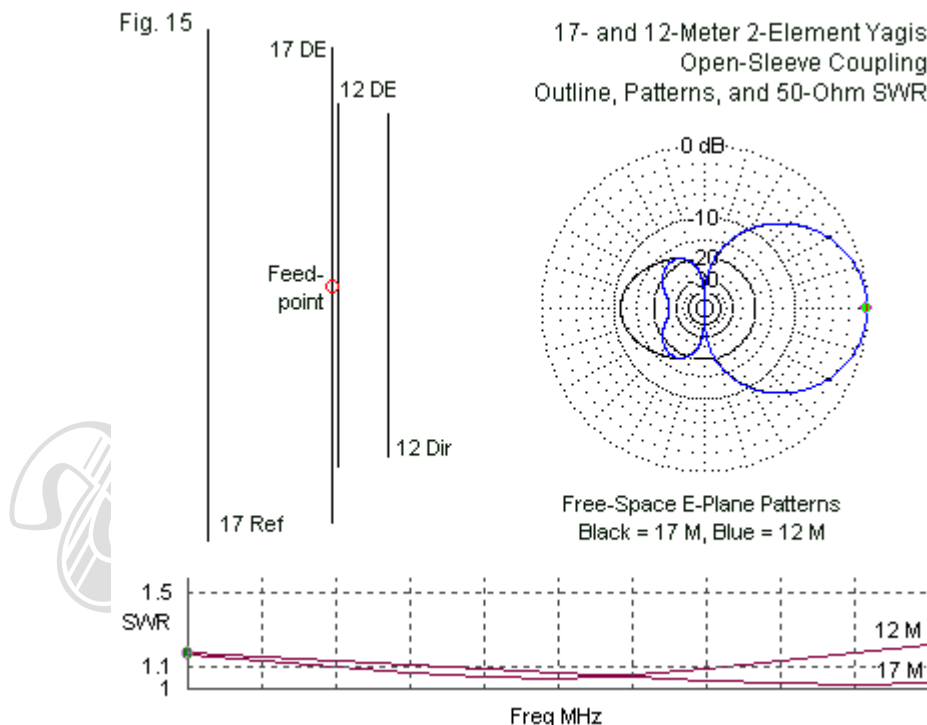 Fig. 15
17- and 12-Meter 2-Element Yagis
Open-Sleeve Coupling
Outline, Patterns, and 50-Ohm SWR
17 DE
12 DE
0 dB
-10
20
Feed-
point
12 Dir
17 Ref
Free-Space E-Plane Patterns
Black = 17 M, Blue = 12 M
1.5
SWR
12 M
1.1
17 M
1
Freq MHz